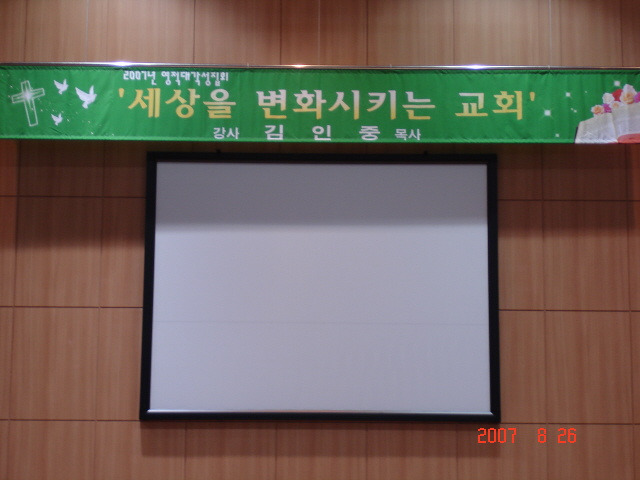 2007년 영적대각성집회
'세상을 변화시키는 교회'
강사 김인중 목사
2007 8 26